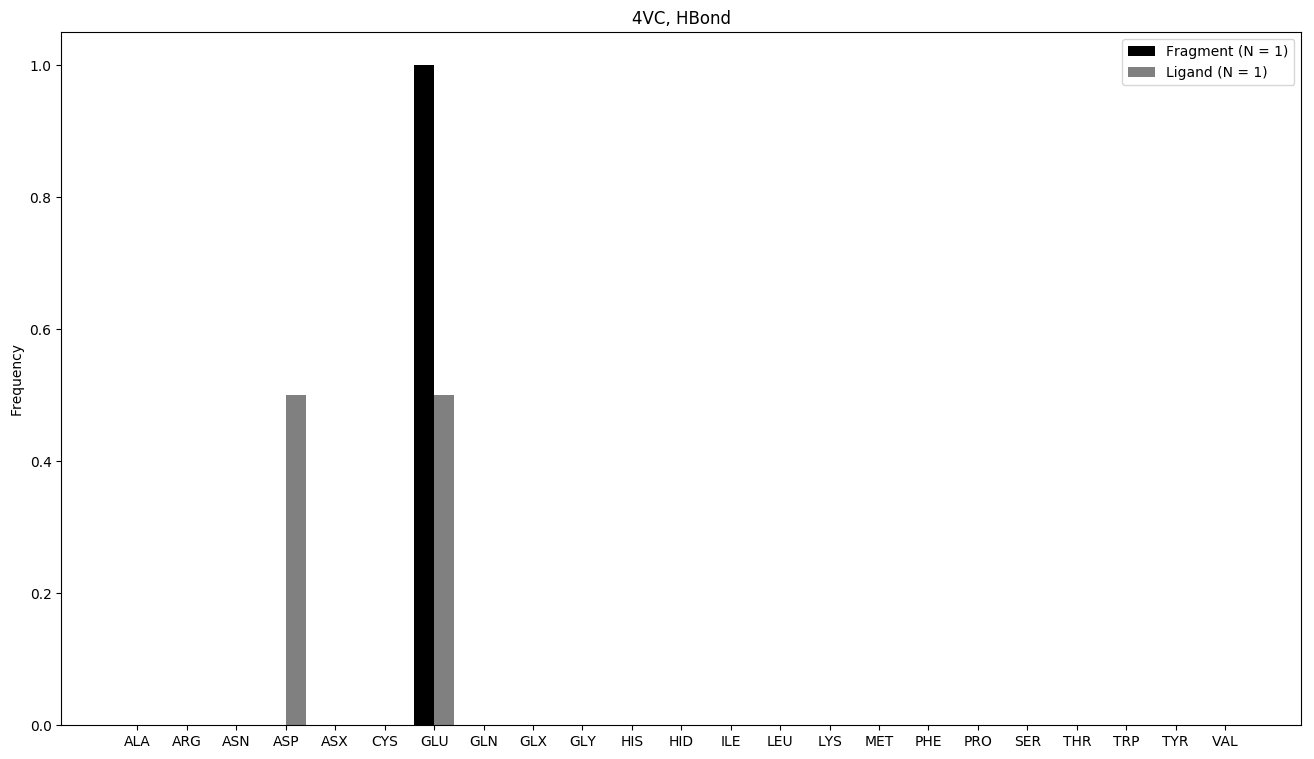 4VC, HBond
Fragment (N = 1)
Ligand (N = 1)
1.0
0.8
0.6
0.4
0.2
0.0
Frequency
ALA ARG ASN ASP ASX CYS GLU GLN GLX GLY HIS HID ILE LEU LYS MET PHE PRO SER THR TRP TYR VAL